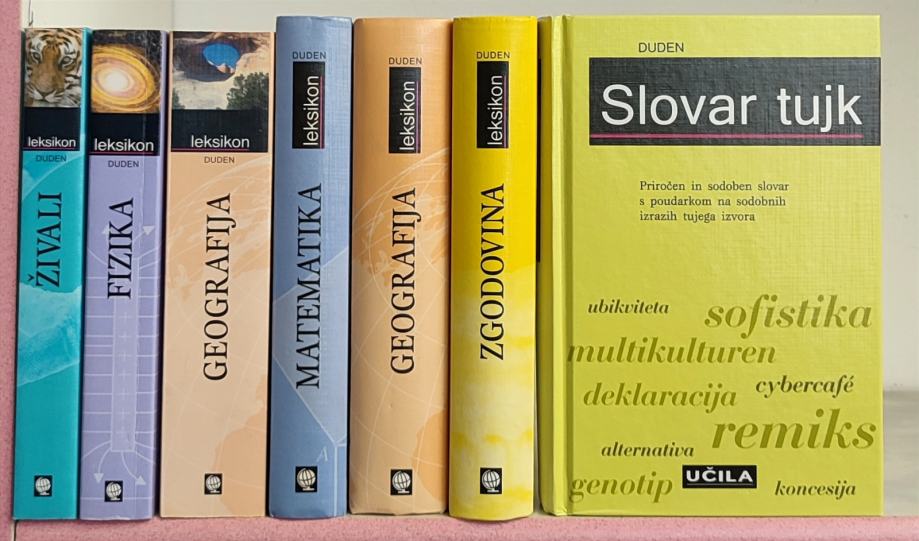 leksikon
DUDEN
ŽIVALI
leksikon
DUDEN
FIZIKA
leksikon
DUDEN
GEOGRAFIJA
DUDEN
leksikon
MATEMATIKA
DUDEN
leksikon
GEOGRAFIJA
DUDEN
leksikon
ZGODOVINA
DUDEN
Slovar tujk
Priročen in sodoben slovar
s poudarkom na sodobnih
izrazih tujega izvora
ubikviteta
sofistika
multikulturen
deklaracija
cybercafé
remiks
alternativa
genotip
UČILA
koncesija